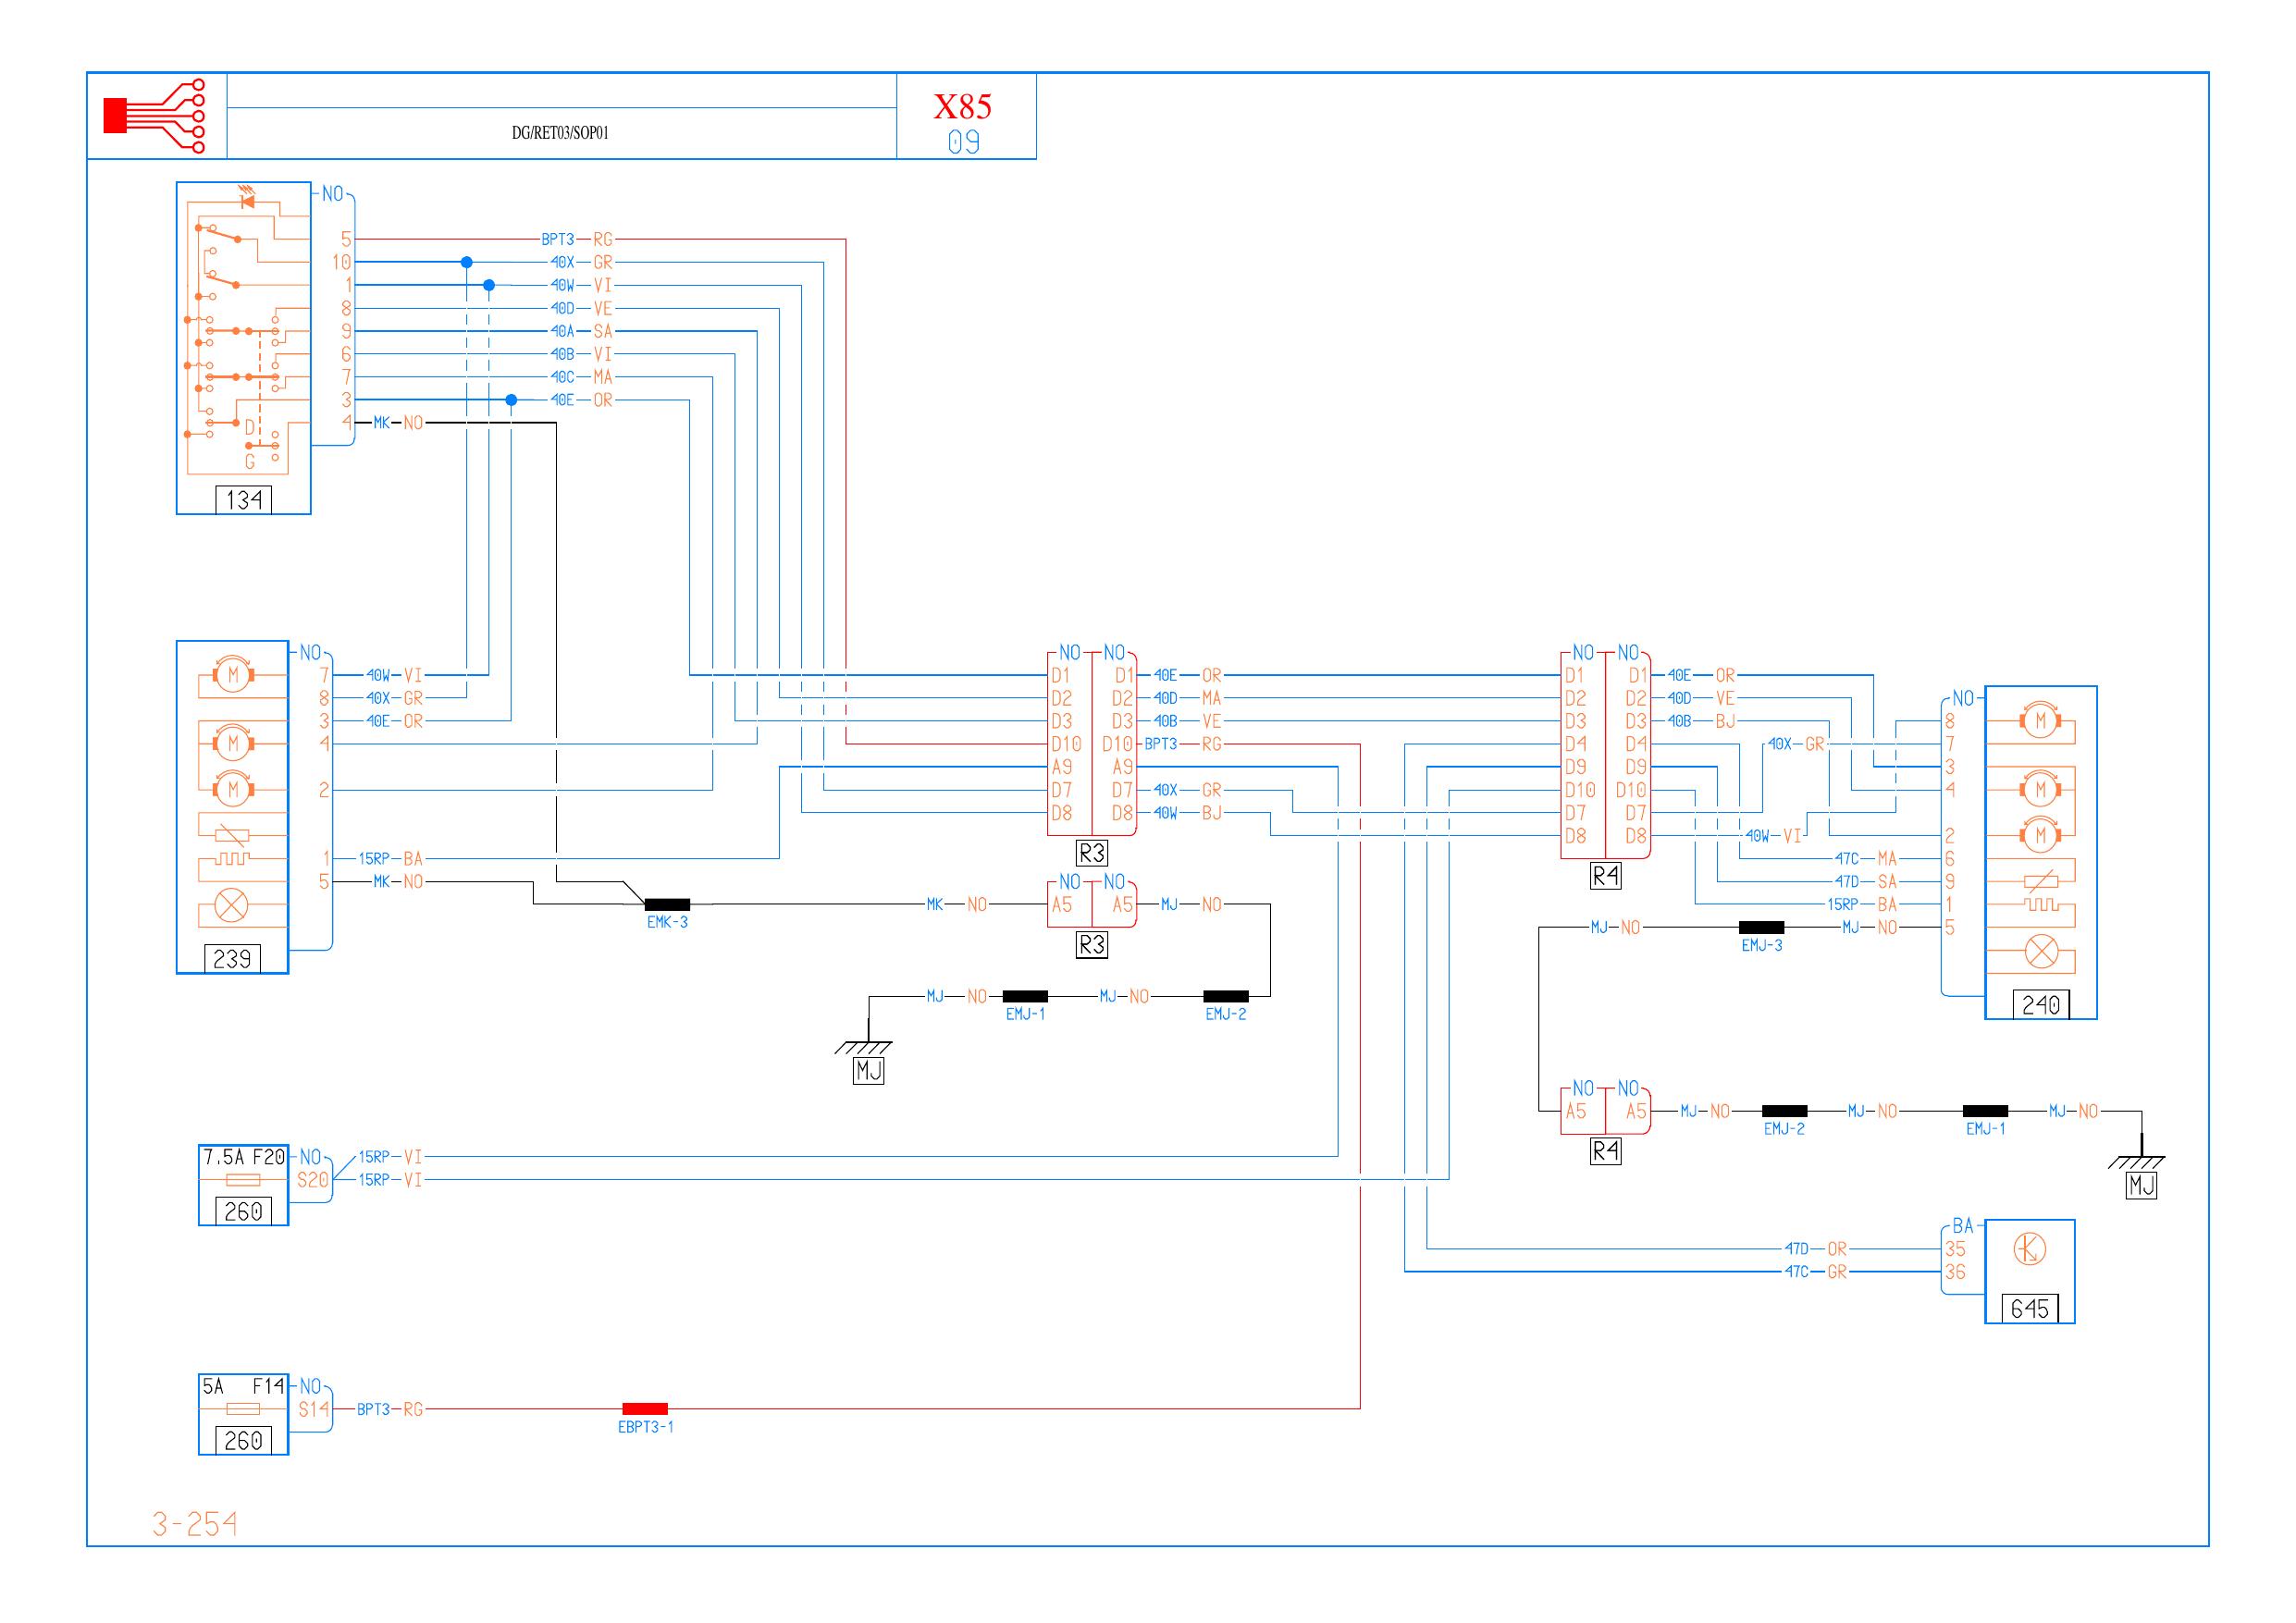 DG/RET03/SOP01
X85
09
NO
5 BPT3 RG
10 40X GR
1 40W VI
8 40D VE
9 40A SA
6 40B VI
7 40C MA
3 40E OR
4 MK NO
D
G
134
NO
7 40W VI
8 40X GR
3 40E OR
4
2
1 15RP BA
5 MK NO
239
EMK-3
MK NO
NO NO
D1 D1 40E OR
D2 D2 40D MA
D3 D3 40B VE
D10 D10 BPT3 RG
A9 A9
D7 D7 40X GR
D8 D8 40W BJ
R3
NO NO
A5 A5 MJ NO
R3
MJ NO EMJ-1 MJ NO EMJ-2
MJ
NO NO
D1 D1 40E OR
D2 D2 40D VE
D3 D3 40B BJ
D4 D4
D9 D9
D10 D10
D7 D7
D8 D8
R4
40X GR
40W VI
NO
8
7
3
4
2
47C MA 6
47D SA 9
15RP BA 1
MJ NO EMJ-3 MJ NO 5
240
NO NO
A5 A5 MJ NO EMJ-2 MJ NO EMJ-1 MJ NO
R4
MJ
7.5A F20 NO
S20
15RP VI
15RP VI
260
BA
47D OR 35
47C GR 36
645
5A F14 NO
S14 BPT3 RG
EBPT3-1
260
3-254